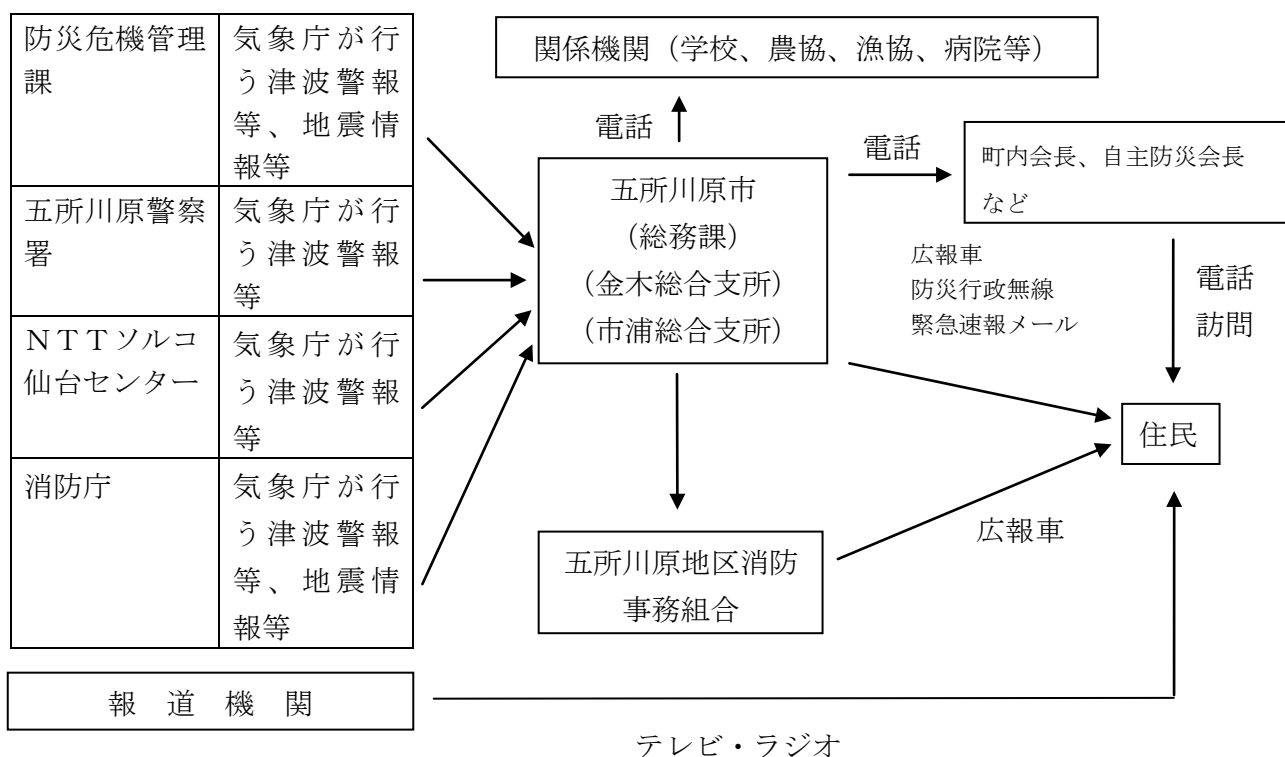 防災危機管理
課
気象庁が行
う津波警報
等、地震情
報等
五所川原警察
署
気象庁が行
う津波警報
等
ＮＴＴソルコ
仙台センター
気象庁が行
う津波警報
等
消防庁
気象庁が行
う津波警報
等、地震情
報等
報道機関
関係機関（学校、農協、漁協、病院等）
電話
五所川原市
（総務課）
（金木総合支所）
（市浦総合支所）
電話
町内会長、自主防災会長
など
広報車
防災行政無線
緊急速報メール
電話
訪問
住民
五所川原地区消防
事務組合
広報車
テレビ・ラジオ